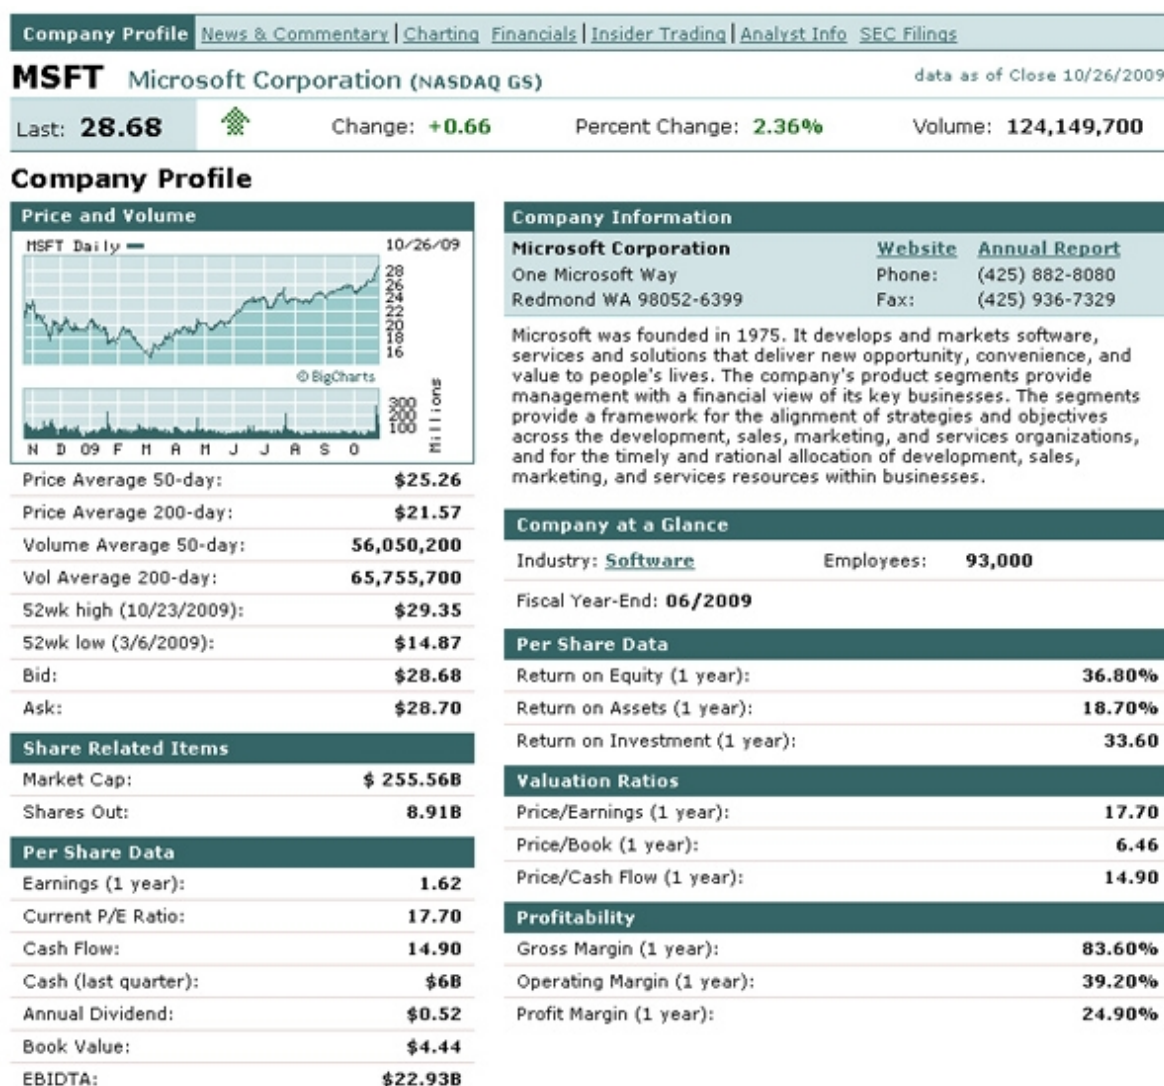 Company Profile News & Commentary | Charting Financials | Insider Trading | Analyst Info SEC Filings
MSFT Microsoft Corporation (NASDAQ GS) data as of Close 10/26/2009
Last: 28.68 Change: +0.66 Percent Change: 2.36% Volume: 124,149,700
Company Profile
Price and Volume
MSFT Daily 10/26/09
28
26
24
22
20
18
16
© BigCharts
300
200
100
Millions
N D 09 F M A M J J A S O
Price Average 50-day: $25.26
Price Average 200-day: $21.57
Volume Average 50-day: 56,050,200
Vol Average 200-day: 65,755,700
52wk high (10/23/2009): $29.35
52wk low (3/6/2009): $14.87
Bid: $28.68
Ask: $28.70
Share Related Items
Market Cap: $ 255.56B
Shares Out: 8.91B
Per Share Data
Earnings (1 year): 1.62
Current P/E Ratio: 17.70
Cash Flow: 14.90
Cash (last quarter): $6B
Annual Dividend: $0.52
Book Value: $4.44
EBIDTA: $22.93B
Company Information
Microsoft Corporation Website Annual Report
One Microsoft Way Phone: (425) 882-8080
Redmond WA 98052-6399 Fax: (425) 936-7329
Microsoft was founded in 1975. It develops and markets software,
services and solutions that deliver new opportunity, convenience, and
value to people's lives. The company's product segments provide
management with a financial view of its key businesses. The segments
provide a framework for the alignment of strategies and objectives
across the development, sales, marketing, and services organizations,
and for the timely and rational allocation of development, sales,
marketing, and services resources within businesses.
Company at a Glance
Industry: Software Employees: 93,000
Fiscal Year-End: 06/2009
Per Share Data
Return on Equity (1 year): 36.80%
Return on Assets (1 year): 18.70%
Return on Investment (1 year): 33.60
Valuation Ratios
Price/Earnings (1 year): 17.70
Price/Book (1 year): 6.46
Price/Cash Flow (1 year): 14.90
Profitability
Gross Margin (1 year): 83.60%
Operating Margin (1 year): 39.20%
Profit Margin (1 year): 24.90%